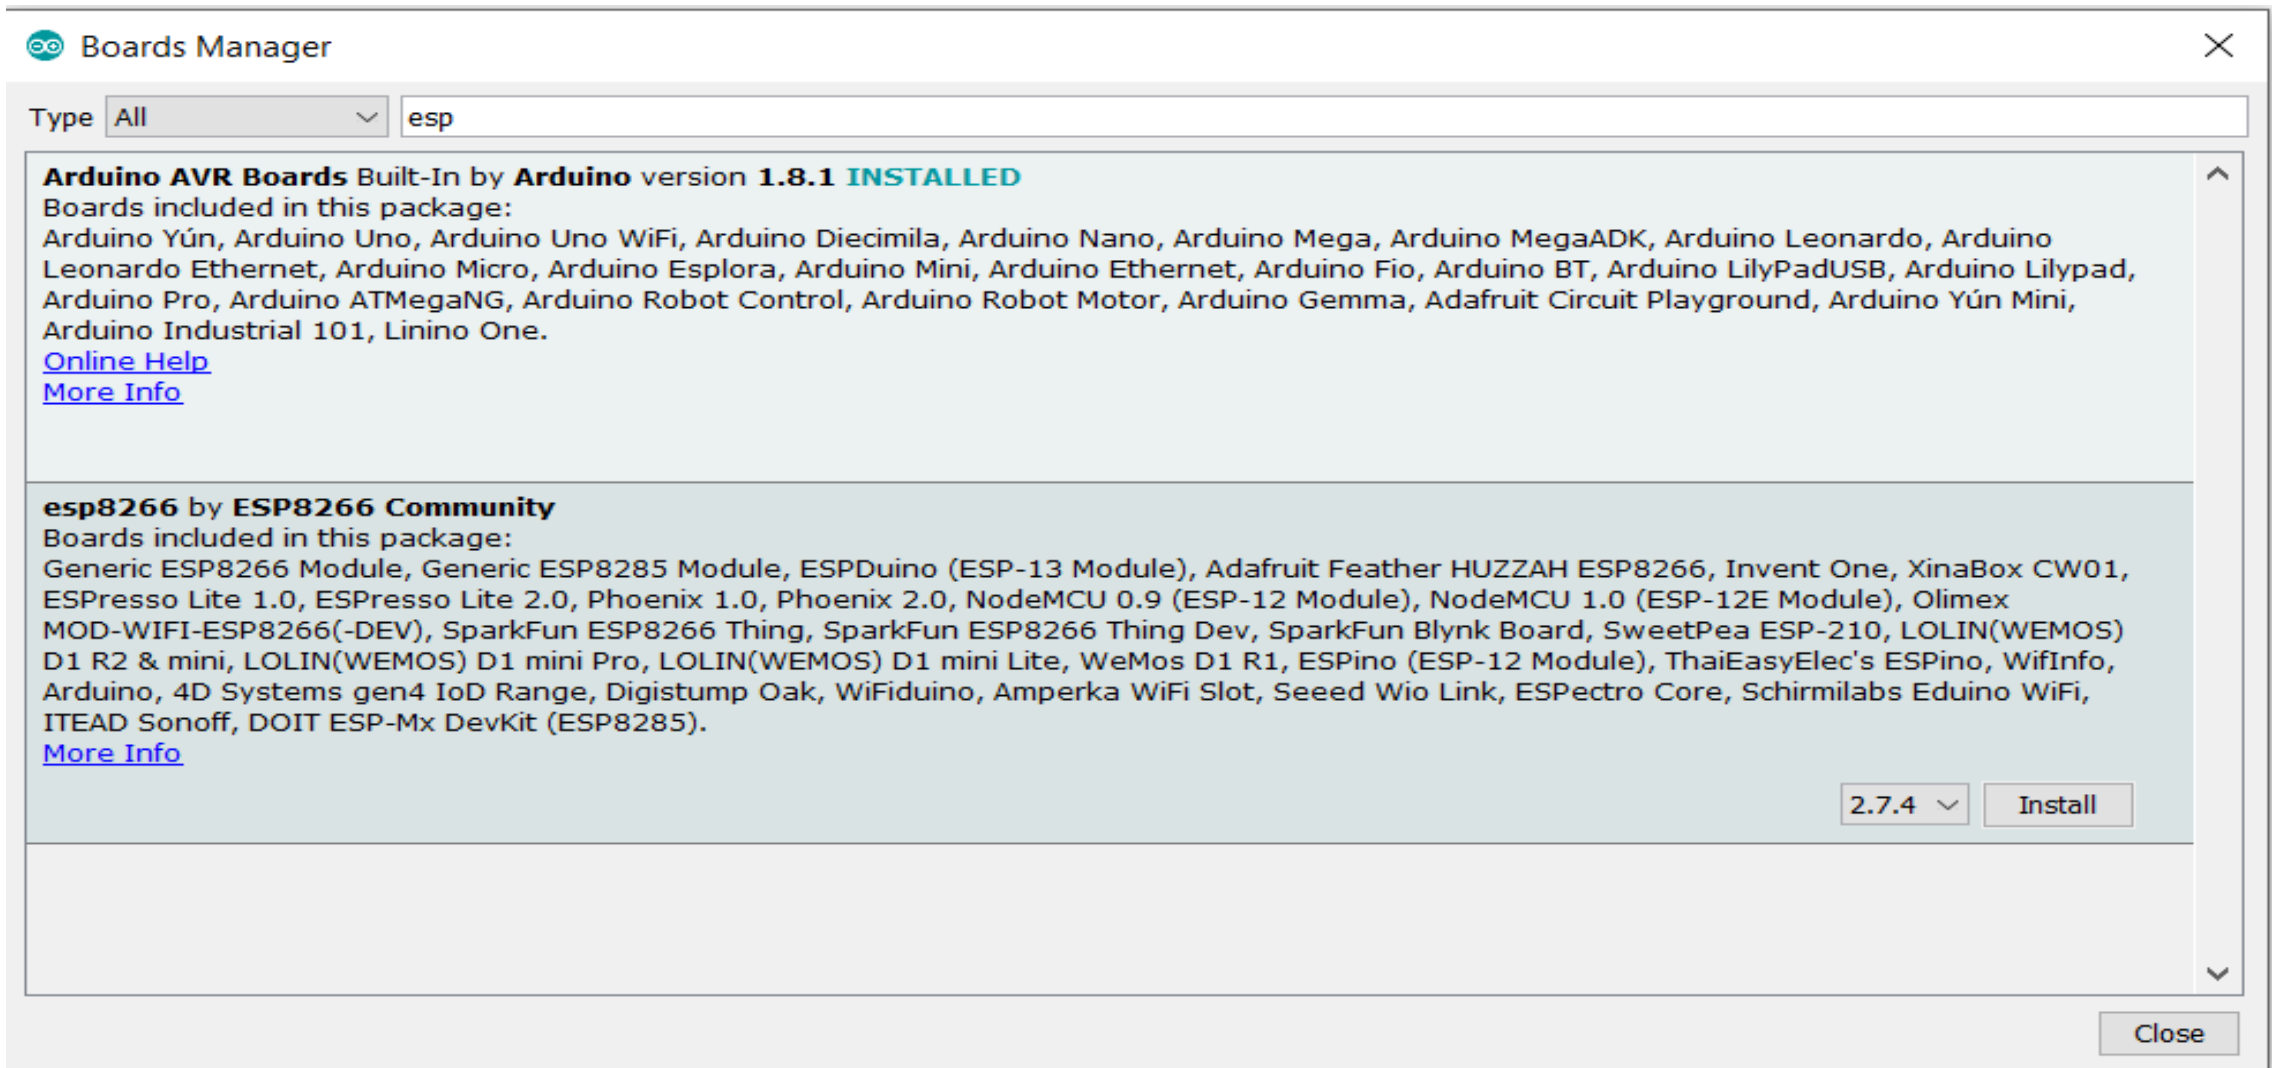 Boards Manager
Type All esp
Arduino AVR Boards Built-In by Arduino version 1.8.1 INSTALLED
Boards included in this package:
Arduino Yún, Arduino Uno, Arduino Uno WiFi, Arduino Diecimila, Arduino Nano, Arduino Mega, Arduino MegaADK, Arduino Leonardo, Arduino
Leonardo Ethernet, Arduino Micro, Arduino Esplora, Arduino Mini, Arduino Ethernet, Arduino Fio, Arduino BT, Arduino LilyPadUSB, Arduino Lilypad,
Arduino Pro, Arduino ATMegaNG, Arduino Robot Control, Arduino Robot Motor, Arduino Gemma, Adafruit Circuit Playground, Arduino Yún Mini,
Arduino Industrial 101, Linino One.
Online Help
More Info
esp8266 by ESP8266 Community
Boards included in this package:
Generic ESP8266 Module, Generic ESP8285 Module, ESPDuino (ESP-13 Module), Adafruit Feather HUZZAH ESP8266, Invent One, XinaBox CW01,
ESPresso Lite 1.0, ESPresso Lite 2.0, Phoenix 1.0, Phoenix 2.0, NodeMCU 0.9 (ESP-12 Module), NodeMCU 1.0 (ESP-12E Module), Olimex
MOD-WIFI-ESP8266(-DEV), SparkFun ESP8266 Thing, SparkFun ESP8266 Thing Dev, SparkFun Blynk Board, SweetPea ESP-210, LOLIN(WEMOS)
D1 R2 & mini, LOLIN(WEMOS) D1 mini Pro, LOLIN(WEMOS) D1 mini Lite, WeMos D1 R1, ESPino (ESP-12 Module), ThaiEasyElec's ESPino, WifInfo,
Arduino, 4D Systems gen4 IoD Range, Digistump Oak, WiFiduino, Amperka WiFi Slot, Seeed Wio Link, ESPectro Core, Schirmilabs Eduino WiFi,
ITEAD Sonoff, DOIT ESP-Mx DevKit (ESP8285).
More Info
2.7.4 Install
Close